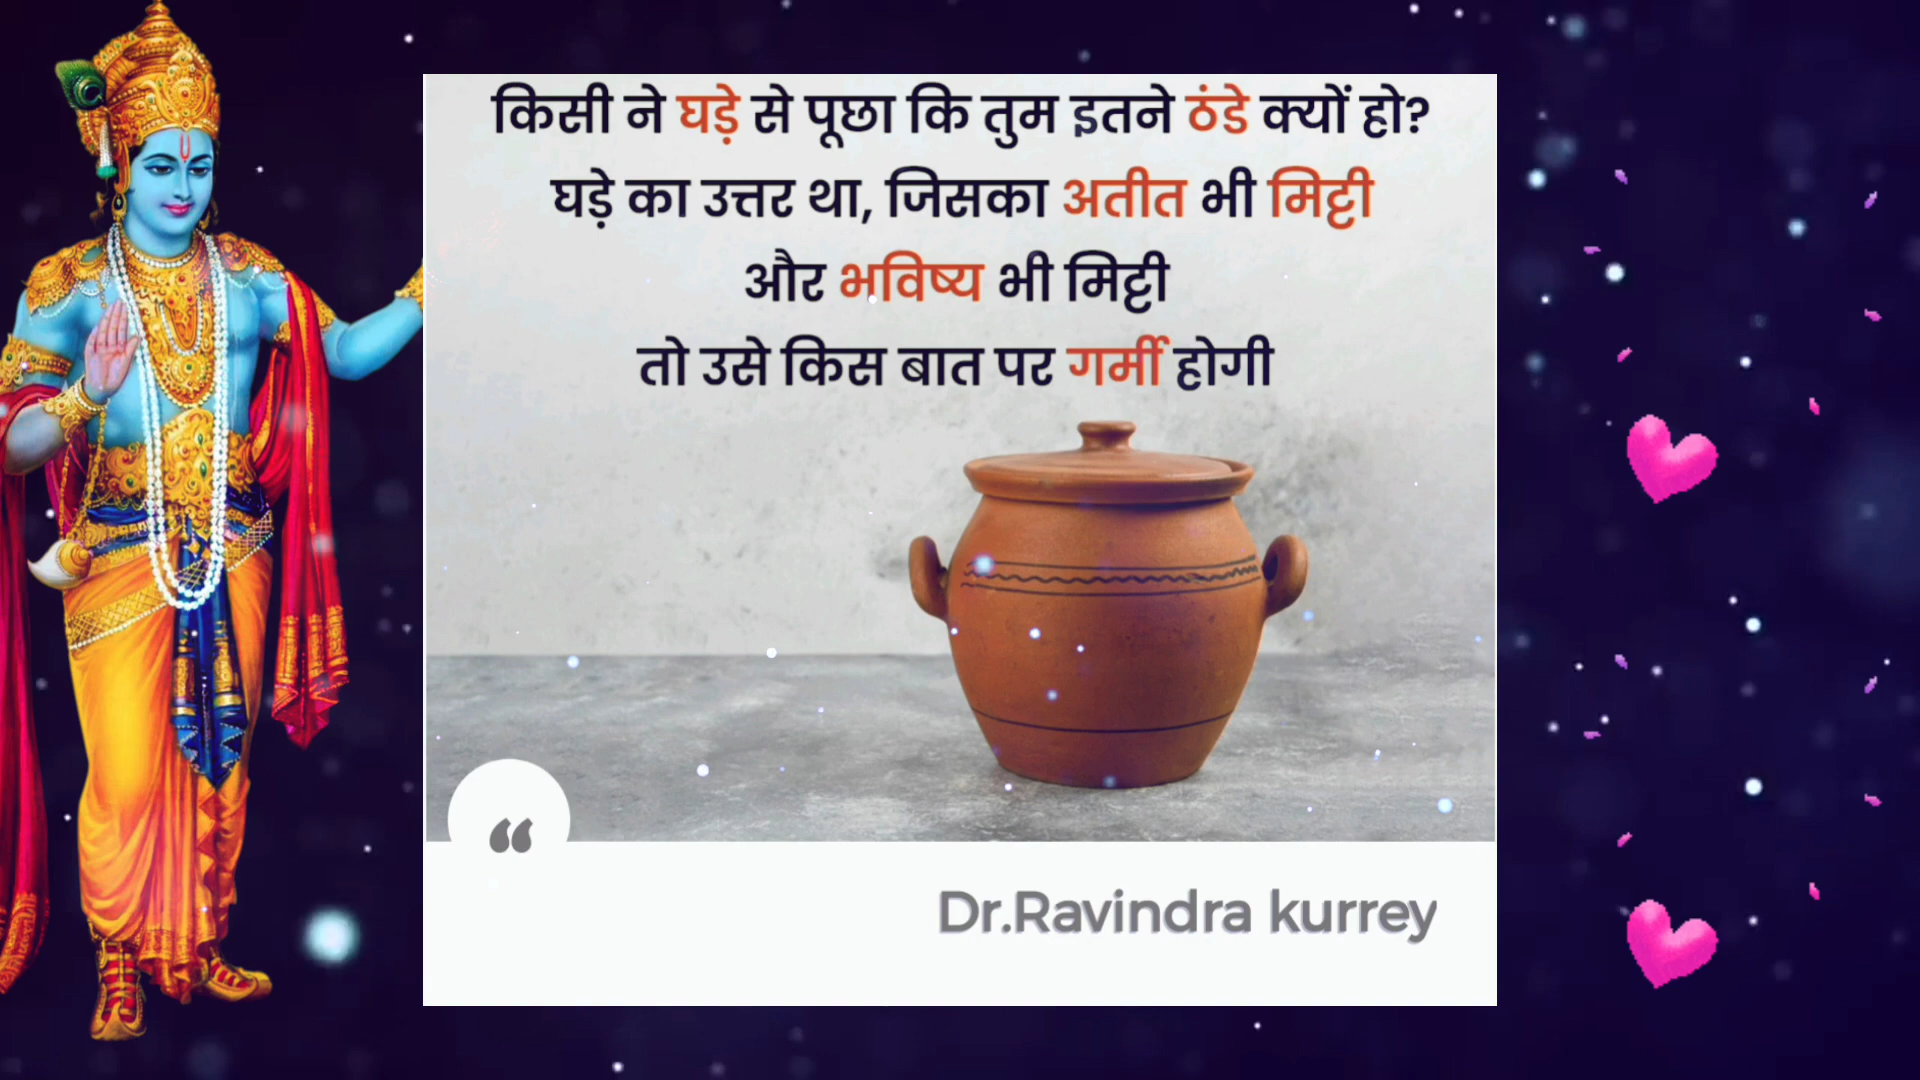 किसी ने घड़े से पूछा कि तुम इतने ठंडे क्यों हो?
घड़े का उत्तर था, जिसका अतीत भी मिट्टी
और भविष्य भी मिट्टी
तो उसे किस बात पर गर्मी होगी
“
Dr.Ravindra kurrey